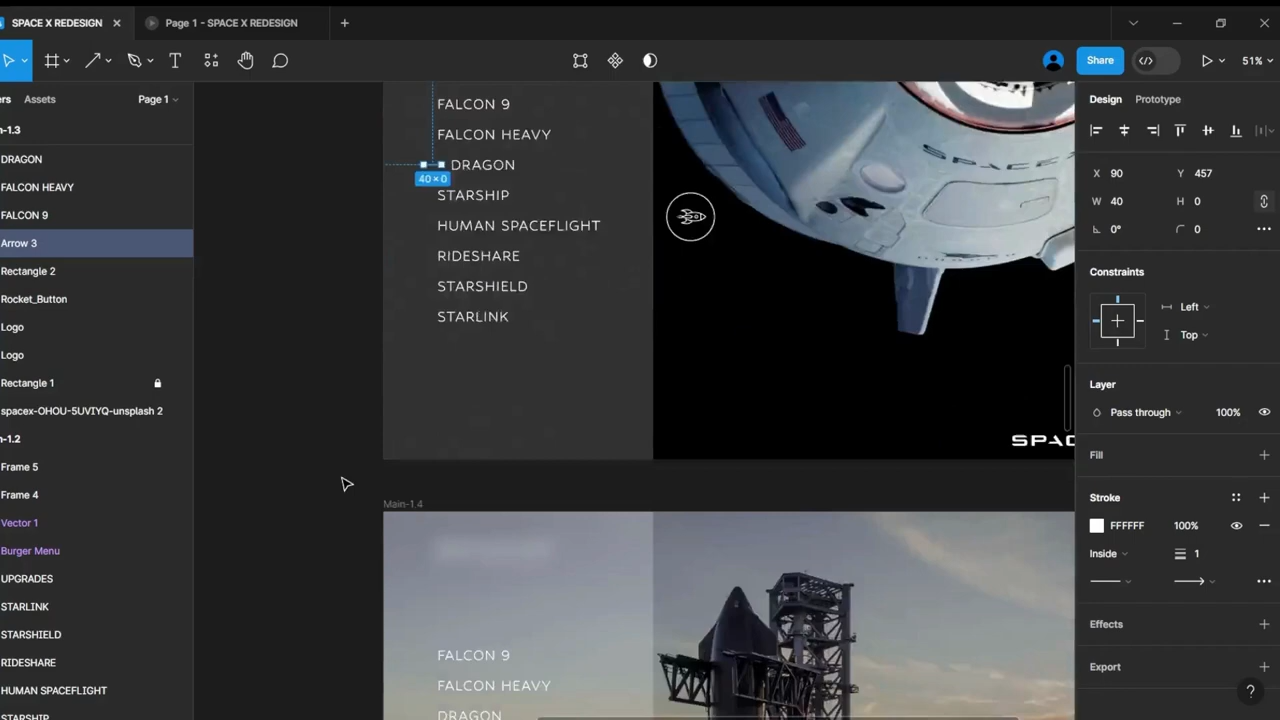 SPACE X REDESIGN
Page 1 - SPACE X REDESIGN
Share
51%
ers
Assets
Page 1
n-1.3
DRAGON
FALCON HEAVY
FALCON 9
Arrow 3
Rectangle 2
Rocket_Button
Logo
Logo
Rectangle 1
spacex-OHOU-5UVIYQ-unsplash 2
n-1.2
Frame 5
Frame 4
Vector 1
Burger Menu
UPGRADES
STARLINK
STARSHIELD
RIDESHARE
HUMAN SPACEFLIGHT
STARSHIP
FALCON 9
FALCON HEAVY
DRAGON
40 × 0
STARSHIP
HUMAN SPACEFLIGHT
RIDESHARE
STARSHIELD
STARLINK
SPACEX
SPAC
Main-1.4
FALCON 9
FALCON HEAVY
DRAGON
Design
Prototype
X 90
Y 457
W 40
H 0
0°
0
Constraints
Left
Top
Layer
Pass through
100%
Fill
Stroke
FFFFFF
100%
Inside
1
Effects
Export
?